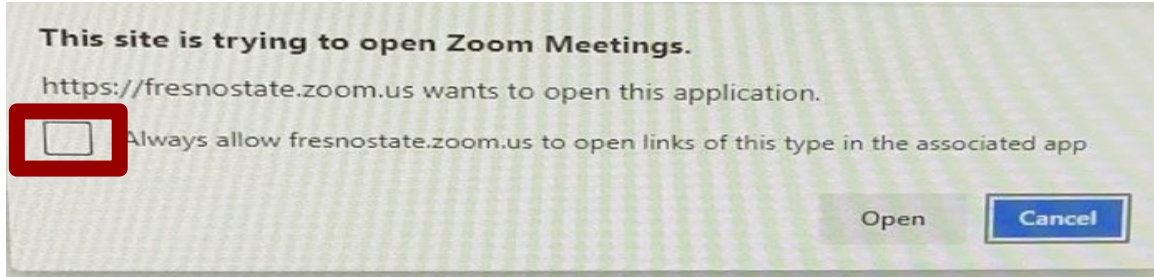 This site is trying to open Zoom Meetings.
https://fresnostate.zoom.us wants to open this application.
Always allow fresnostate.zoom.us to open links of this type in the associated app
Open Cancel